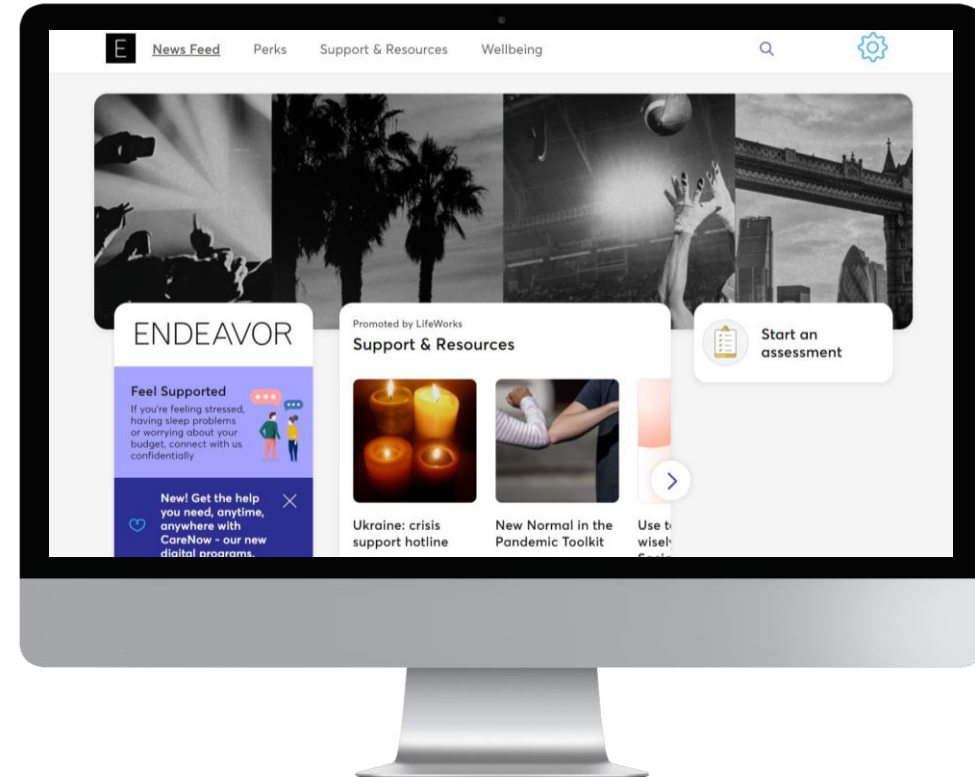 E
News Feed
Perks
Support & Resources
Wellbeing
ENDEAVOR
Feel Supported
If you're feeling stressed,
having sleep problems
or worrying about your
budget, connect with us
confidentially
New! Get the help
you need, anytime,
anywhere with
CareNow - our new
digital programs.
Promoted by LifeWorks
Support & Resources
Ukraine: crisis
support hotline
New Normal in the
Pandemic Toolkit
Use
Start an
assessment